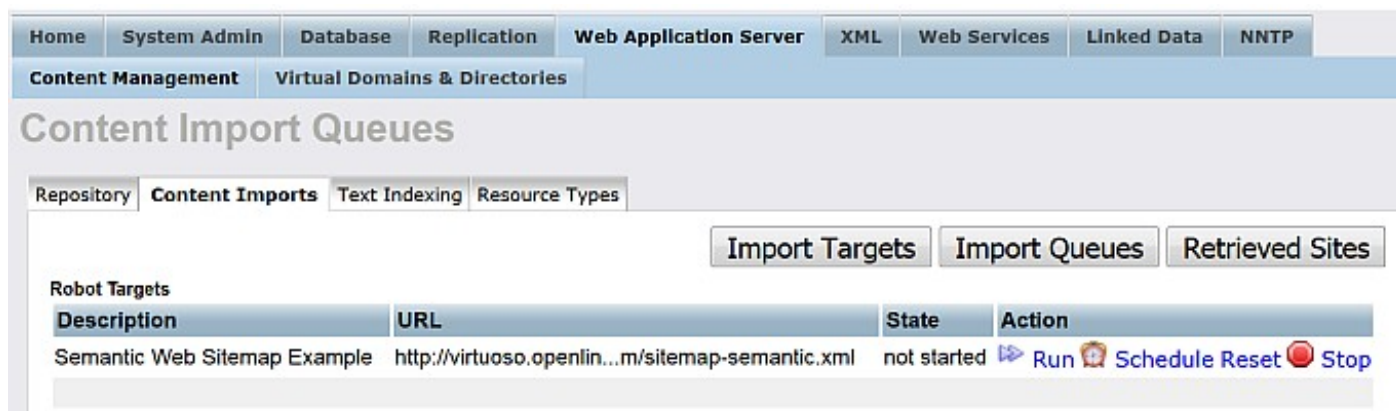 Home System Admin Database Replication Web Application Server XML Web Services Linked Data NNTP
Content Management Virtual Domains & Directories
Content Import Queues
Repository Content Imports Text Indexing Resource Types
Import Targets Import Queues Retrieved Sites
Robot Targets
Description URL State Action
Semantic Web Sitemap Example http://virtuoso.openlin...m/sitemap-semantic.xml not started Run Schedule Reset Stop